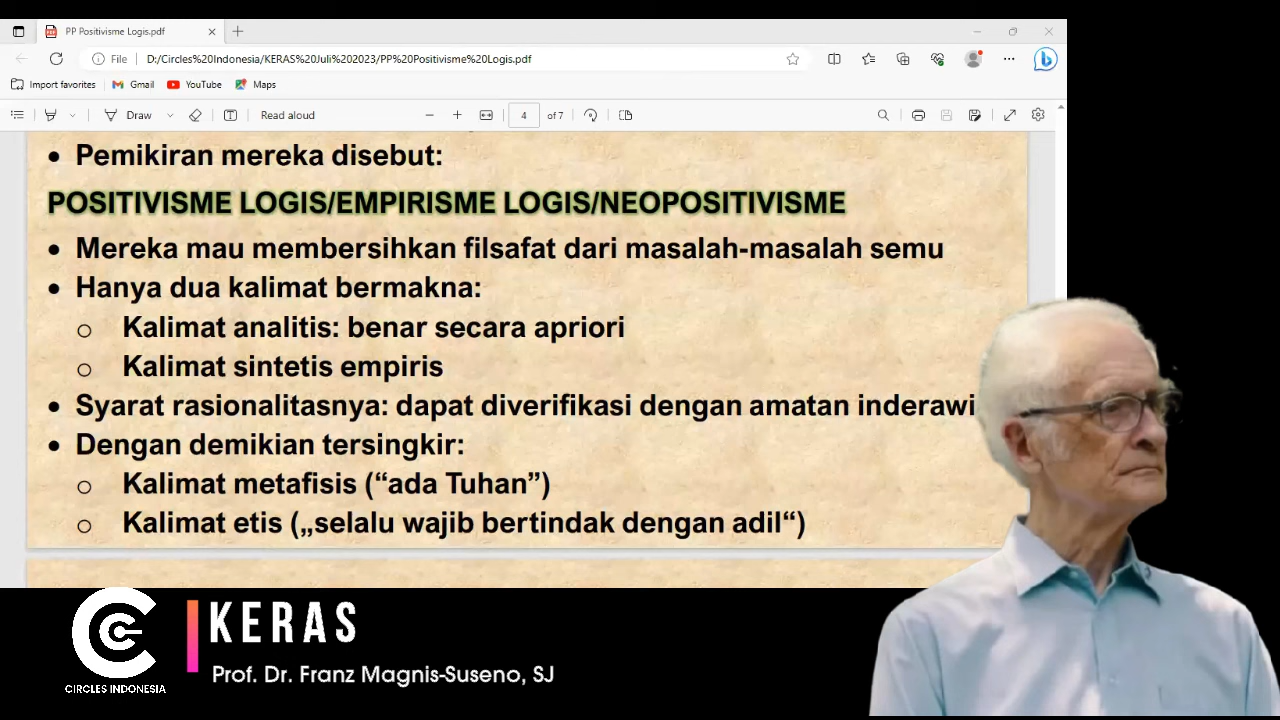 PP Positivisme Logis.pdf
File D:/Circles%20Indonesia/KERAS%20Juli%202023/PP%20Positivisme%20Logis.pdf
Import favorites Gmail YouTube Maps
Draw Read aloud 4 of 7
• Pemikiran mereka disebut:
POSITIVISME LOGIS/EMPIRISME LOGIS/NEOPOSITIVISME
• Mereka mau membersihkan filsafat dari masalah-masalah semu
• Hanya dua kalimat bermakna:
o Kalimat analitis: benar secara apriori
o Kalimat sintetis empiris
• Syarat rasionalitasnya: dapat diverifikasi dengan amatan inderawi
• Dengan demikian tersingkir:
o Kalimat metafisis (“ada Tuhan”)
o Kalimat etis („selalu wajib bertindak dengan adil“)
KERAS
Prof. Dr. Franz Magnis-Suseno, SJ
CIRCLES INDONESIA